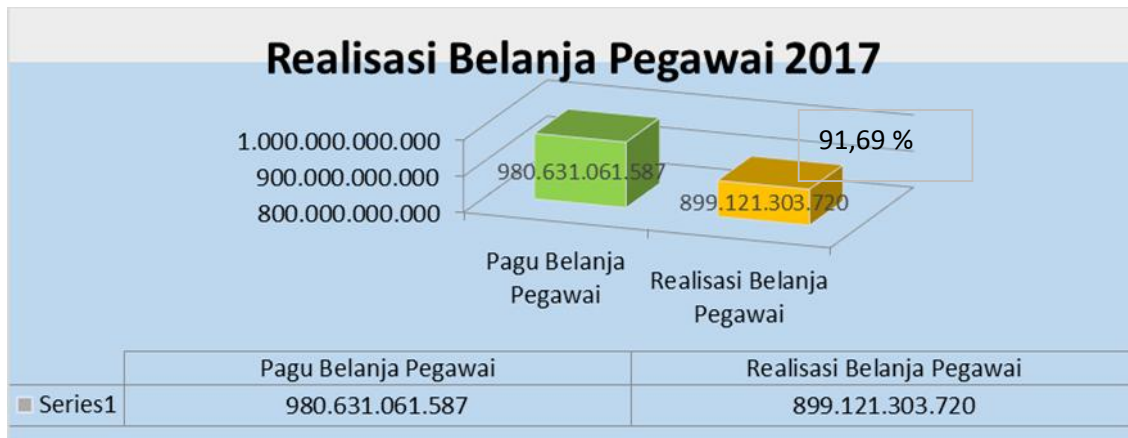 Realisasi Belanja Pegawai 2017
91,69 %
1.000.000.000.000
900.000.000.000
800.000.000.000
980.631.061.587
899.121.303.720
Pagu Belanja
Pegawai
Realisasi Belanja
Pegawai
Pagu Belanja Pegawai Realisasi Belanja Pegawai
Series1 980.631.061.587 899.121.303.720